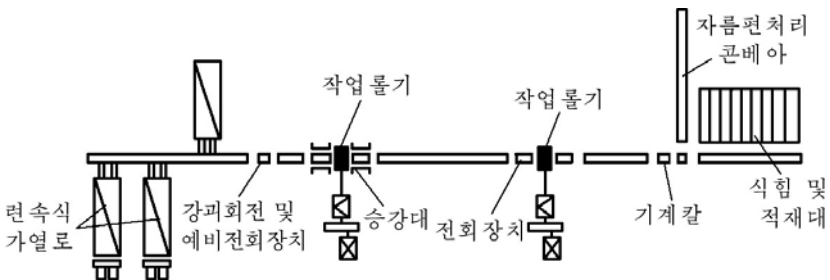 자름편처리
콘베아
작업롤기
작업롤기
련속식
가열로
강괴회전 및
예비전회장치
승강대
전회장치
기계칼
식힘 및
적재대